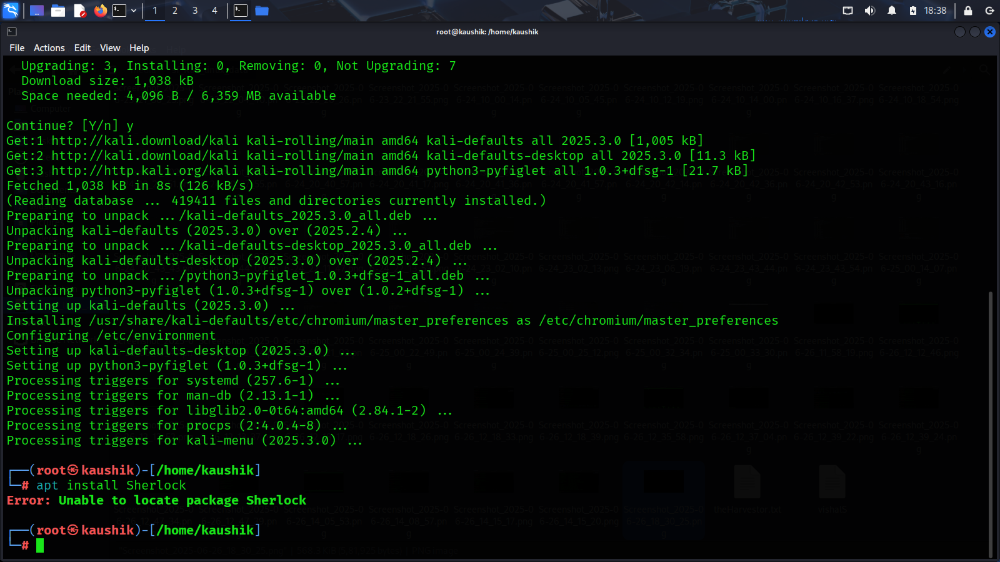 1 2 3 4 18:38
root@kaushik: /home/kaushik
File Actions Edit View Help
Upgrading: 3, Installing: 0, Removing: 0, Not Upgrading: 7
Download size: 1,038 kB
Space needed: 4,096 B / 6,359 MB available
Continue? [Y/n] y
Get:1 http://kali.download/kali kali-rolling/main amd64 kali-defaults all 2025.3.0 [1,005 kB]
Get:2 http://kali.download/kali kali-rolling/main amd64 kali-defaults-desktop all 2025.3.0 [11.3 kB]
Get:3 http://http.kali.org/kali kali-rolling/main amd64 python3-pyfiglet all 1.0.3+dfsg-1 [21.7 kB]
Fetched 1,038 kB in 8s (126 kB/s)
(Reading database ... 419411 files and directories currently installed.)
Preparing to unpack .../kali-defaults_2025.3.0_all.deb ...
Unpacking kali-defaults (2025.3.0) over (2025.2.4) ...
Preparing to unpack .../kali-defaults-desktop_2025.3.0_all.deb ...
Unpacking kali-defaults-desktop (2025.3.0) over (2025.2.4) ...
Preparing to unpack .../python3-pyfiglet_1.0.3+dfsg-1_all.deb ...
Unpacking python3-pyfiglet (1.0.3+dfsg-1) over (1.0.2+dfsg-1) ...
Setting up kali-defaults (2025.3.0) ...
Installing /usr/share/kali-defaults/etc/chromium/master_preferences as /etc/chromium/master_preferences
Configuring /etc/environment
Setting up kali-defaults-desktop (2025.3.0) ...
Setting up python3-pyfiglet (1.0.3+dfsg-1) ...
Processing triggers for systemd (257.6-1) ...
Processing triggers for man-db (2.13.1-1) ...
Processing triggers for libglib2.0-0t64:amd64 (2.84.1-2) ...
Processing triggers for procps (2:4.0.4-8) ...
Processing triggers for kali-menu (2025.3.0) ...
┌──(root㉿kaushik)-[/home/kaushik]
└─# apt install Sherlock
Error: Unable to locate package Sherlock
┌──(root㉿kaushik)-[/home/kaushik]
└─#